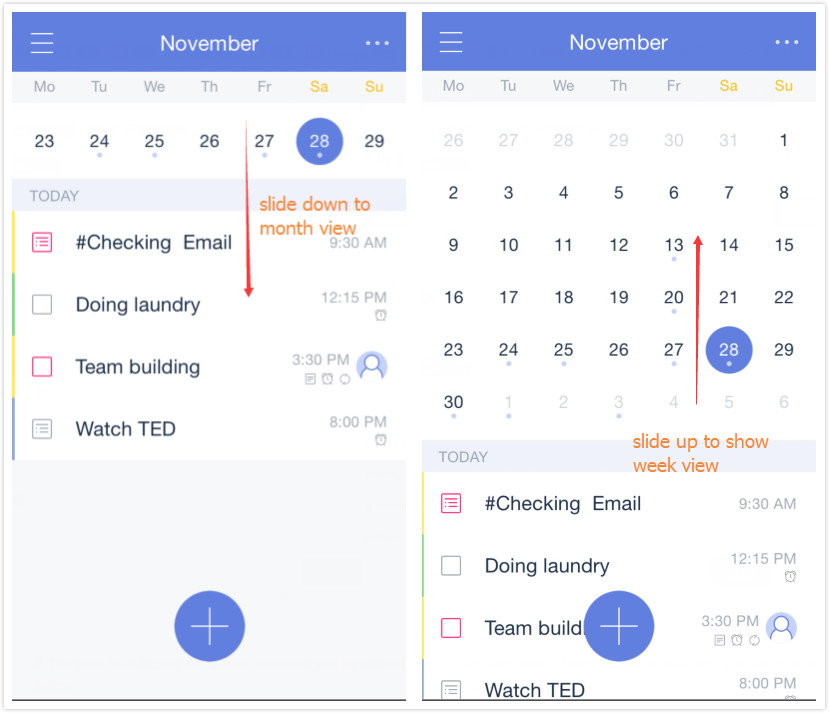 November
Mo Tu We Th Fr Sa Su
23 24 25 26 27 28 29
TODAY
slide down to
month view
#Checking Email 9:30 AM
Doing laundry 12:15 PM
Team building 3:30 PM
Watch TED 8:00 PM
November
Mo Tu We Th Fr Sa Su
26 27 28 29 30 31 1
2 3 4 5 6 7 8
9 10 11 12 13 14 15
16 17 18 19 20 21 22
23 24 25 26 27 28 29
30 1 2 3 4 5 6
slide up to show
week view
TODAY
#Checking Email 9:30 AM
Doing laundry 12:15 PM
Team build 3:30 PM
Watch TED 8:00 PM